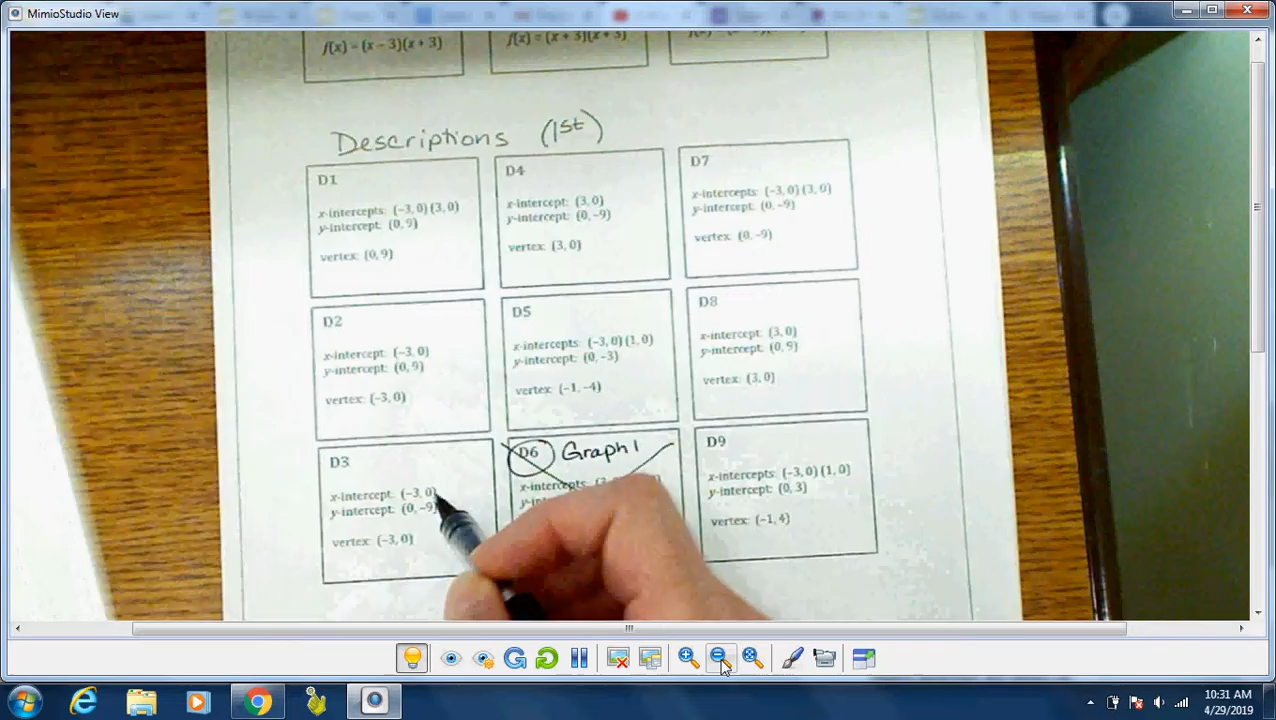 MimioStudio View
f(x) = (x − 3)(x + 3)
f(x) = (x + 3)(x + 3)
Descriptions (1st)
D1
x-intercepts: (−3, 0) (3, 0)
y-intercept: (0, 9)
vertex: (0, 9)
D4
x-intercept: (3, 0)
y-intercept: (0, −9)
vertex: (3, 0)
D7
x-intercepts: (−3, 0) (3, 0)
y-intercept: (0, −9)
vertex: (0, −9)
D2
x-intercept: (−3, 0)
y-intercept: (0, 9)
vertex: (−3, 0)
D5
x-intercepts: (−3, 0) (1, 0)
y-intercept: (0, −3)
vertex: (−1, −4)
D8
x-intercept: (3, 0)
y-intercept: (0, 9)
vertex: (3, 0)
D3
x-intercept: (−3, 0)
y-intercept: (0, −9)
vertex: (−3, 0)
D6 Graph 1
x-intercepts:
D9
x-intercepts: (−3, 0) (1, 0)
y-intercept: (0, 3)
vertex: (−1, 4)
10:31 AM
4/29/2019